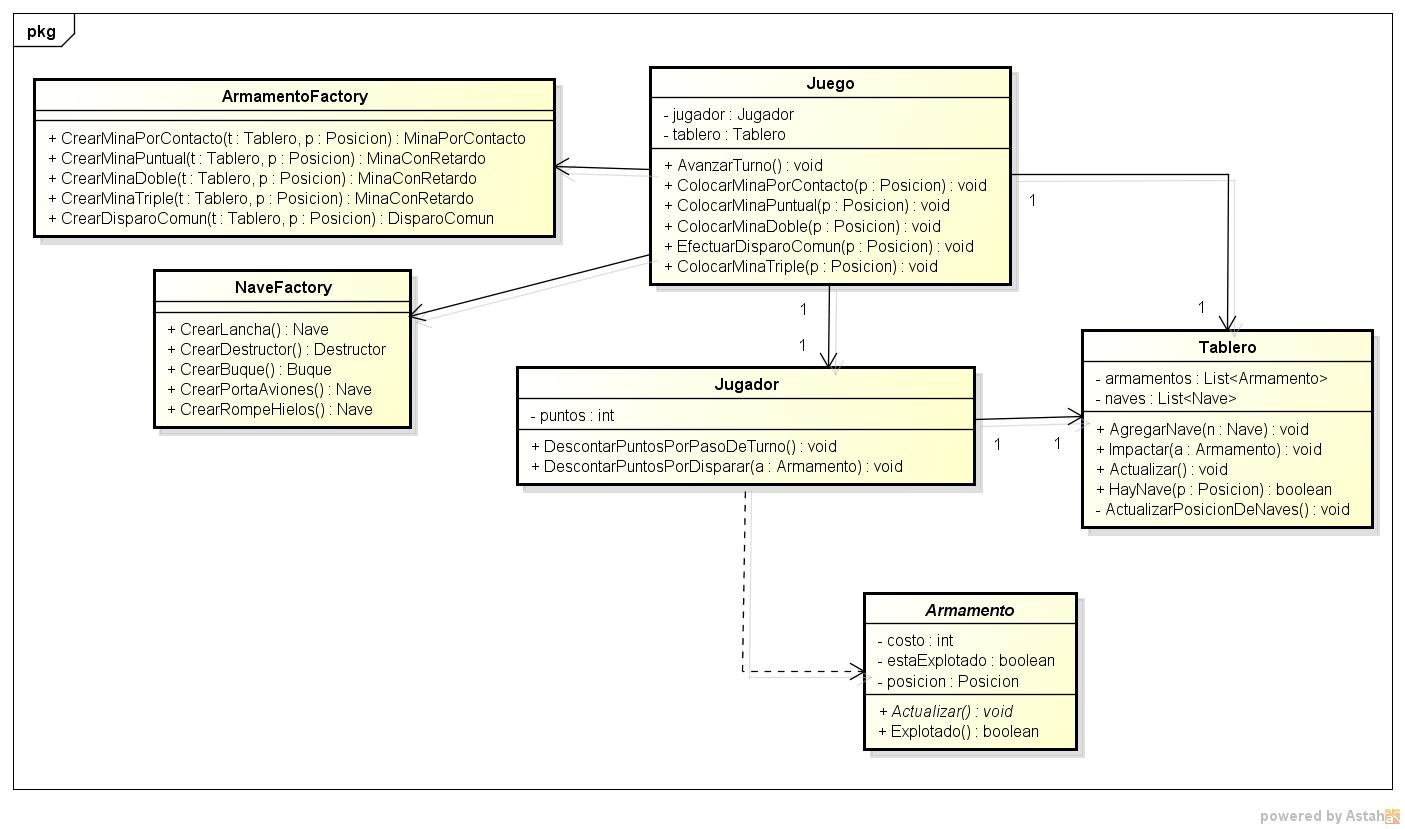 pkg
ArmamentoFactory
+ CrearMinaPorContacto(t : Tablero, p : Posicion) : MinaPorContacto
+ CrearMinaPuntual(t : Tablero, p : Posicion) : MinaConRetardo
+ CrearMinaDoble(t : Tablero, p : Posicion) : MinaConRetardo
+ CrearMinaTriple(t : Tablero, p : Posicion) : MinaConRetardo
+ CrearDisparoComun(t : Tablero, p : Posicion) : DisparoComun
Juego
- jugador : Jugador
- tablero : Tablero
+ AvanzarTurno() : void
+ ColocarMinaPorContacto(p : Posicion) : void
+ ColocarMinaPuntual(p : Posicion) : void
+ ColocarMinaDoble(p : Posicion) : void
+ EfectuarDisparoComun(p : Posicion) : void
+ ColocarMinaTriple(p : Posicion) : void
1
1
NaveFactory
+ CrearLancha() : Nave
+ CrearDestructor() : Destructor
+ CrearBuque() : Buque
+ CrearPortaAviones() : Nave
+ CrearRompeHielos() : Nave
1
1
Jugador
- puntos : int
+ DescontarPuntosPorPasoDeTurno() : void
+ DescontarPuntosPorDisparar(a : Armamento) : void
1
1
Tablero
- armamentos : List<Armamento>
- naves : List<Nave>
+ AgregarNave(n : Nave) : void
+ Impactar(a : Armamento) : void
+ Actualizar() : void
+ HayNave(p : Posicion) : boolean
- ActualizarPosicionDeNaves() : void
Armamento
- costo : int
- estaExplotado : boolean
- posicion : Posicion
+ Actualizar() : void
+ Explotado() : boolean
powered by Astah